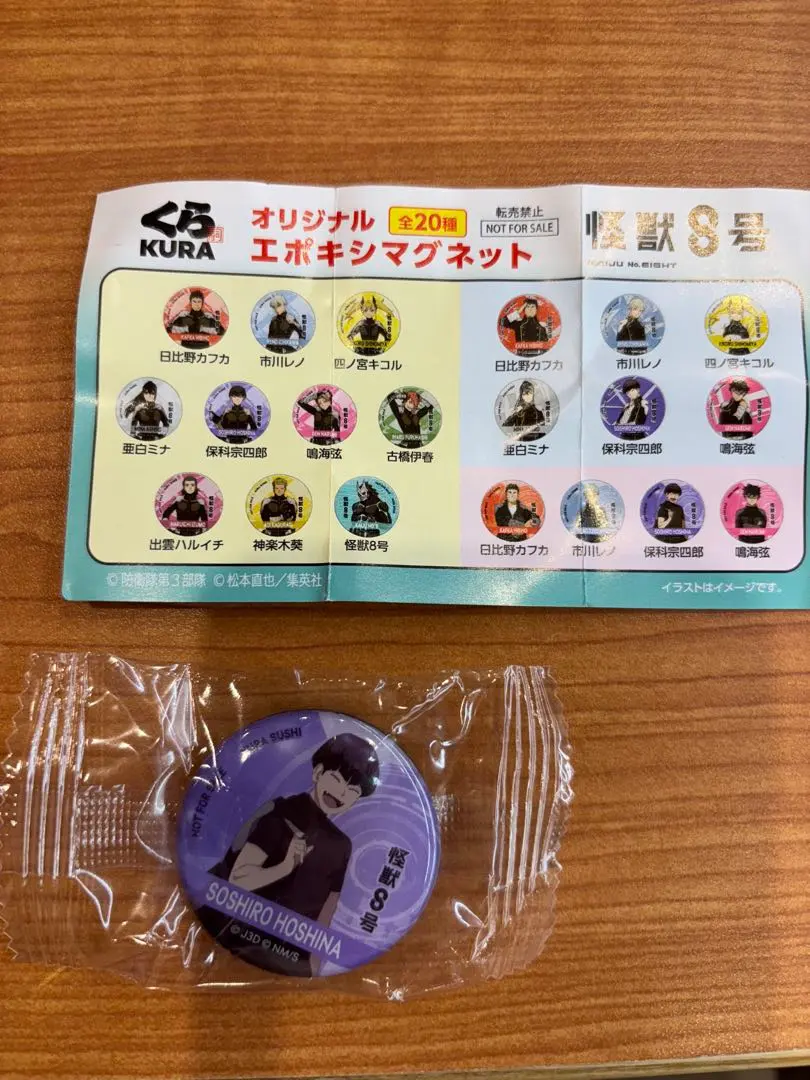 くら
KURA
オリジナル
全20種
エポキシマグネット
転売禁止
NOT FOR SALE
怪獣8号
No.EIGHT
日比野カフカ
市川レノ
四ノ宮キコル
亜白ミナ
保科宗四郎
鳴海弦
古橋伊春
出雲ハルイチ
神楽木葵
怪獣8号
日比野カフカ
市川レノ
四ノ宮キコル
亜白ミナ
保科宗四郎
鳴海弦
日比野カフカ
市川レノ
保科宗四郎
鳴海弦
© 防衛隊第3部隊 © 松本直也/集英社
イラストはイメージです。
SUSHI
NOT FOR
怪獣8号
SOSHIRO HOSHINA
© J3D © NM/S